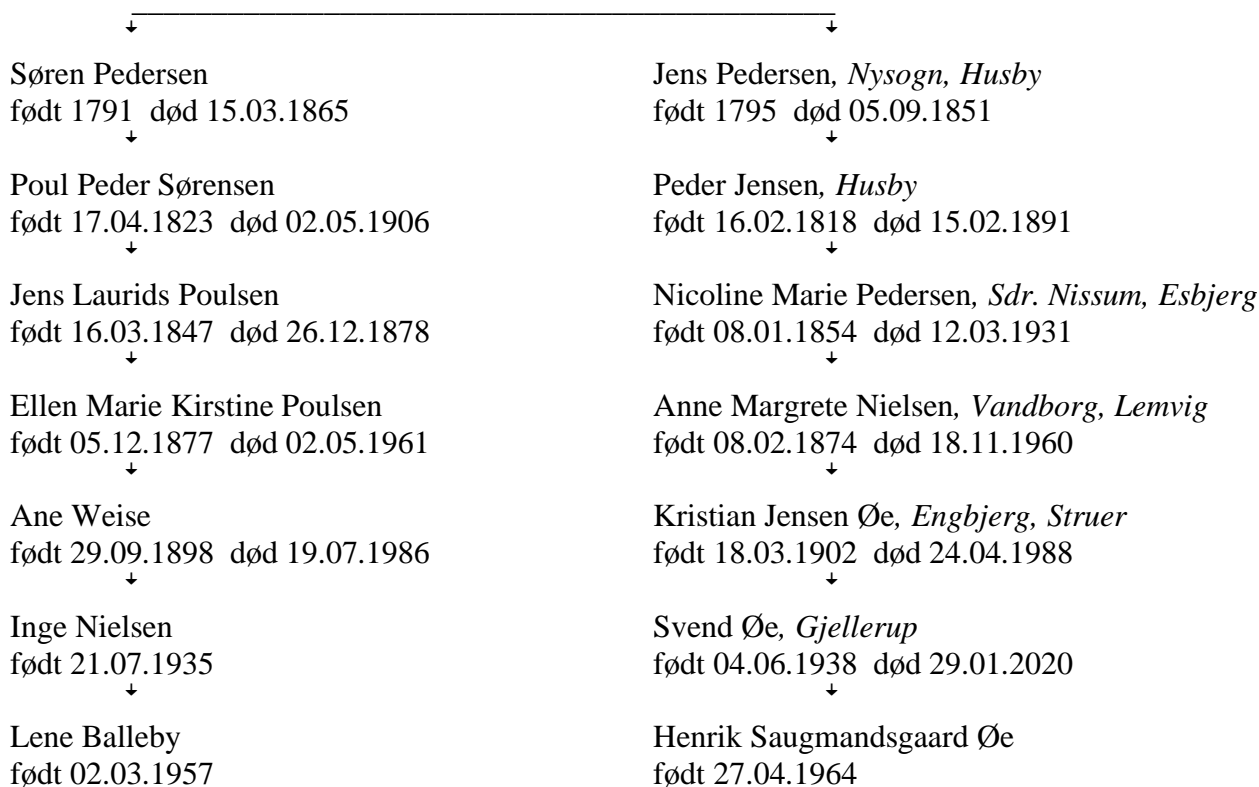 Søren Pedersen
født 1791 død 15.03.1865
Poul Peder Sørensen
født 17.04.1823 død 02.05.1906
Jens Laurids Poulsen
født 16.03.1847 død 26.12.1878
Ellen Marie Kirstine Poulsen
født 05.12.1877 død 02.05.1961
Ane Weise
født 29.09.1898 død 19.07.1986
Inge Nielsen
født 21.07.1935
Lene Balleby
født 02.03.1957
Jens Pedersen, Nysogn, Husby
født 1795 død 05.09.1851
Peder Jensen, Husby
født 16.02.1818 død 15.02.1891
Nicoline Marie Pedersen, Sdr. Nissum, Esbjerg
født 08.01.1854 død 12.03.1931
Anne Margrete Nielsen, Vandborg, Lemvig
født 08.02.1874 død 18.11.1960
Kristian Jensen Øe, Engbjerg, Struer
født 18.03.1902 død 24.04.1988
Svend Øe, Gjellerup
født 04.06.1938 død 29.01.2020
Henrik Saugmandsgaard Øe
født 27.04.1964